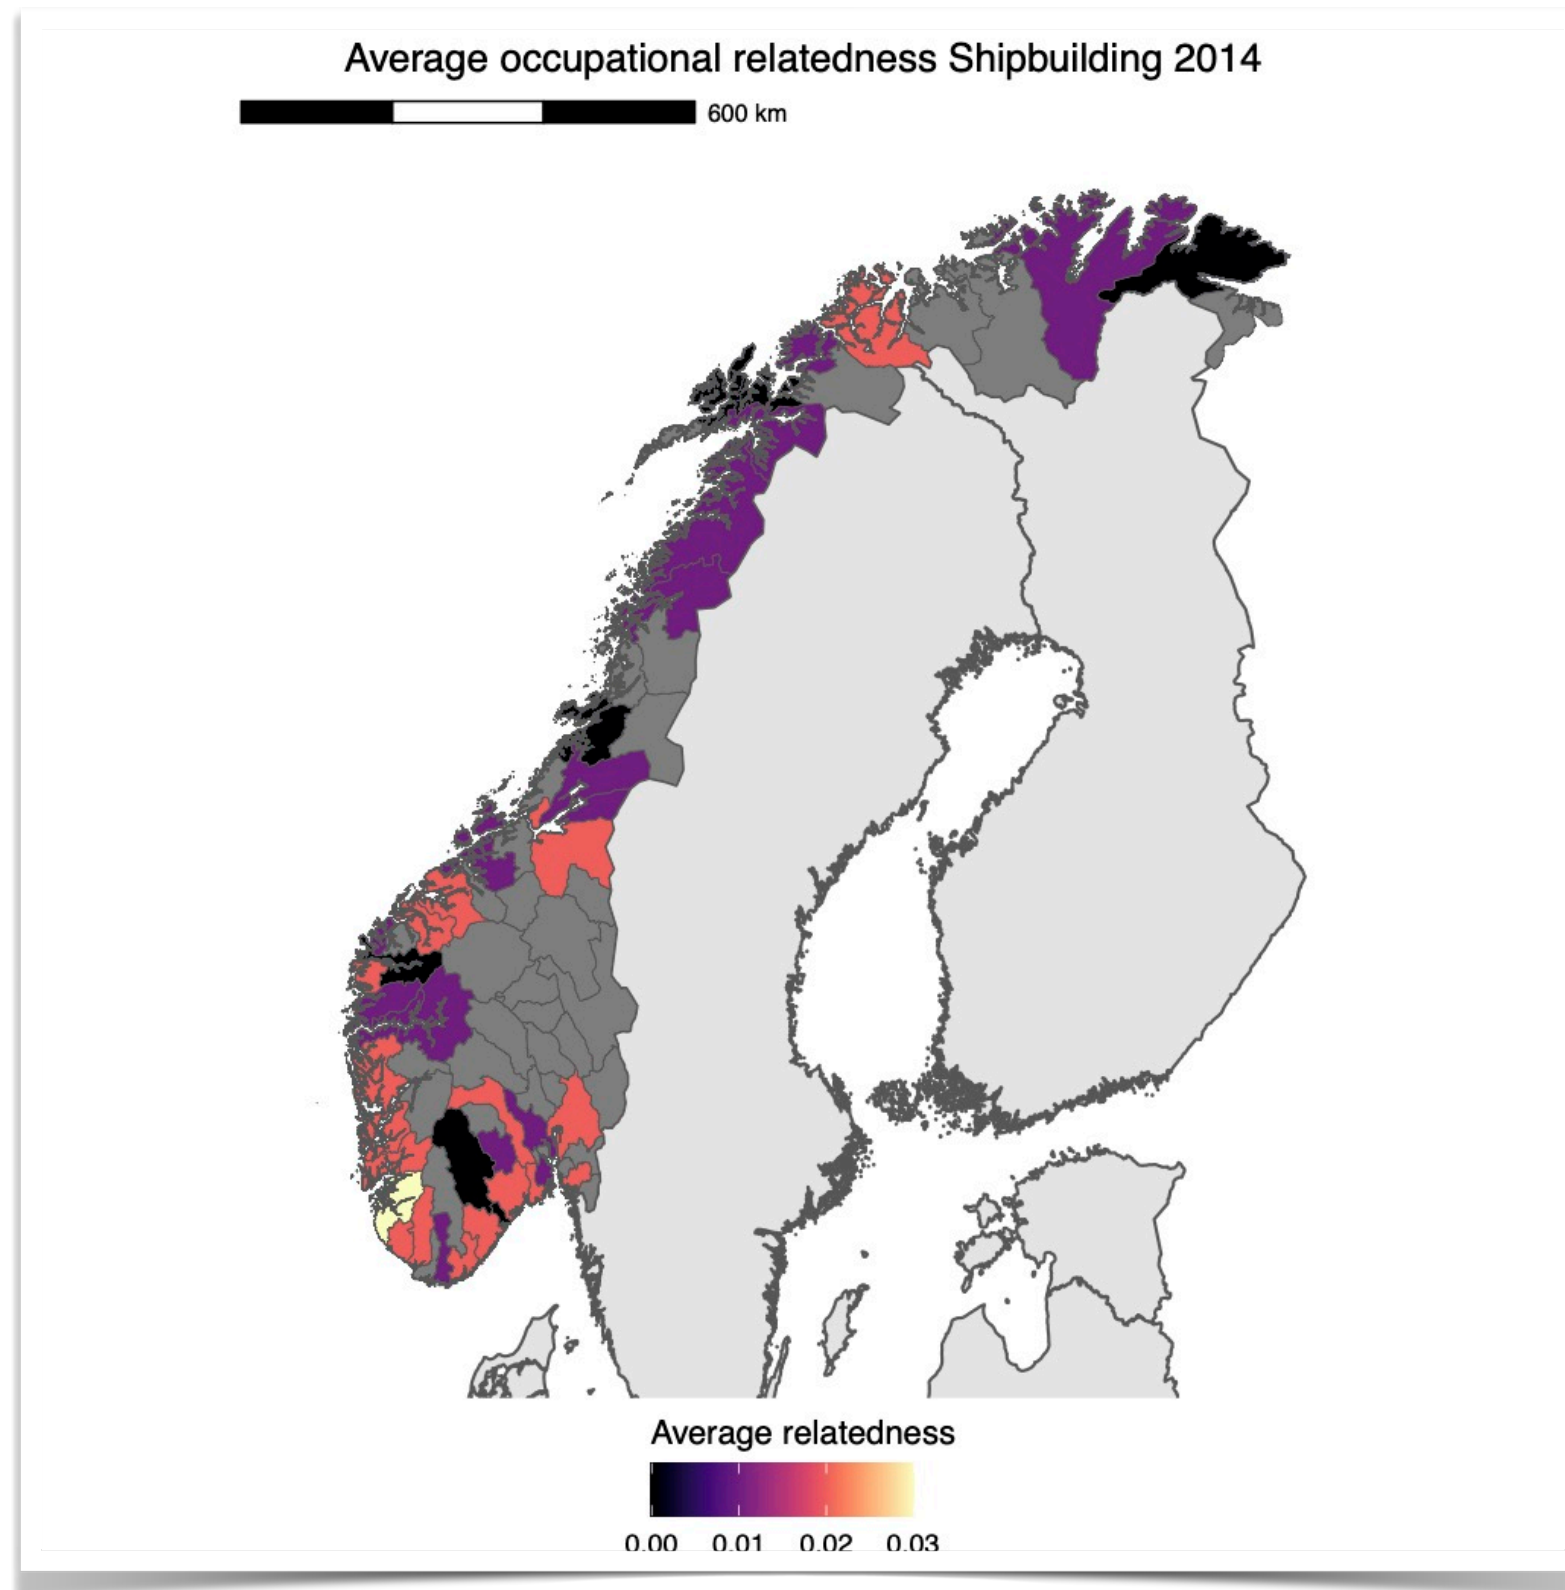 Average occupational relatedness Shipbuilding 2014
600 km
Average relatedness
0.00 0.01 0.02 0.03